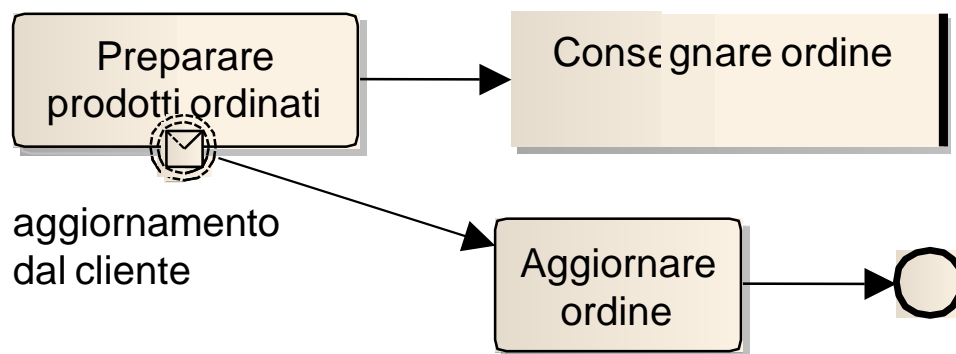 Preparare
prodotti ordinati
Consegnare ordine
aggiornamento
dal cliente
Aggiornare
ordine